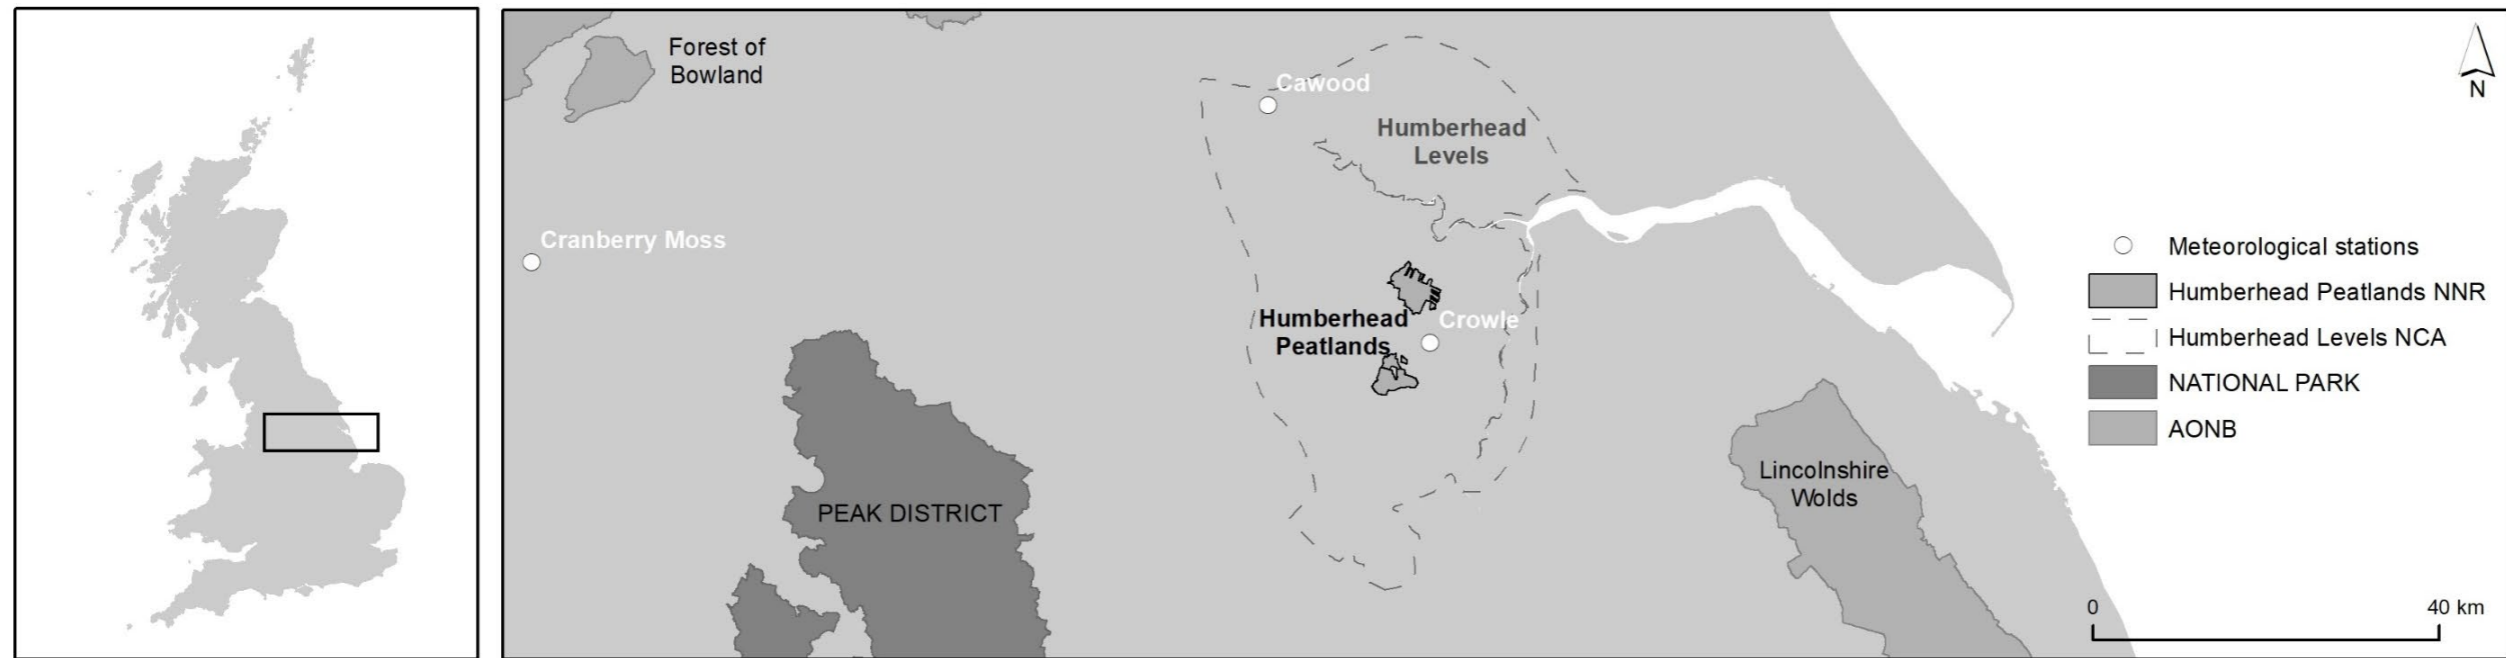 Forest of
Bowland
Cawood
N
Humberhead
Levels
Cranberry Moss
Meteorological stations
Humberhead Peatlands NNR
Humberhead
Peatlands
Crowle
Humberhead Levels NCA
NATIONAL PARK
AONB
Lincolnshire
Wolds
PEAK DISTRICT
0
40 km